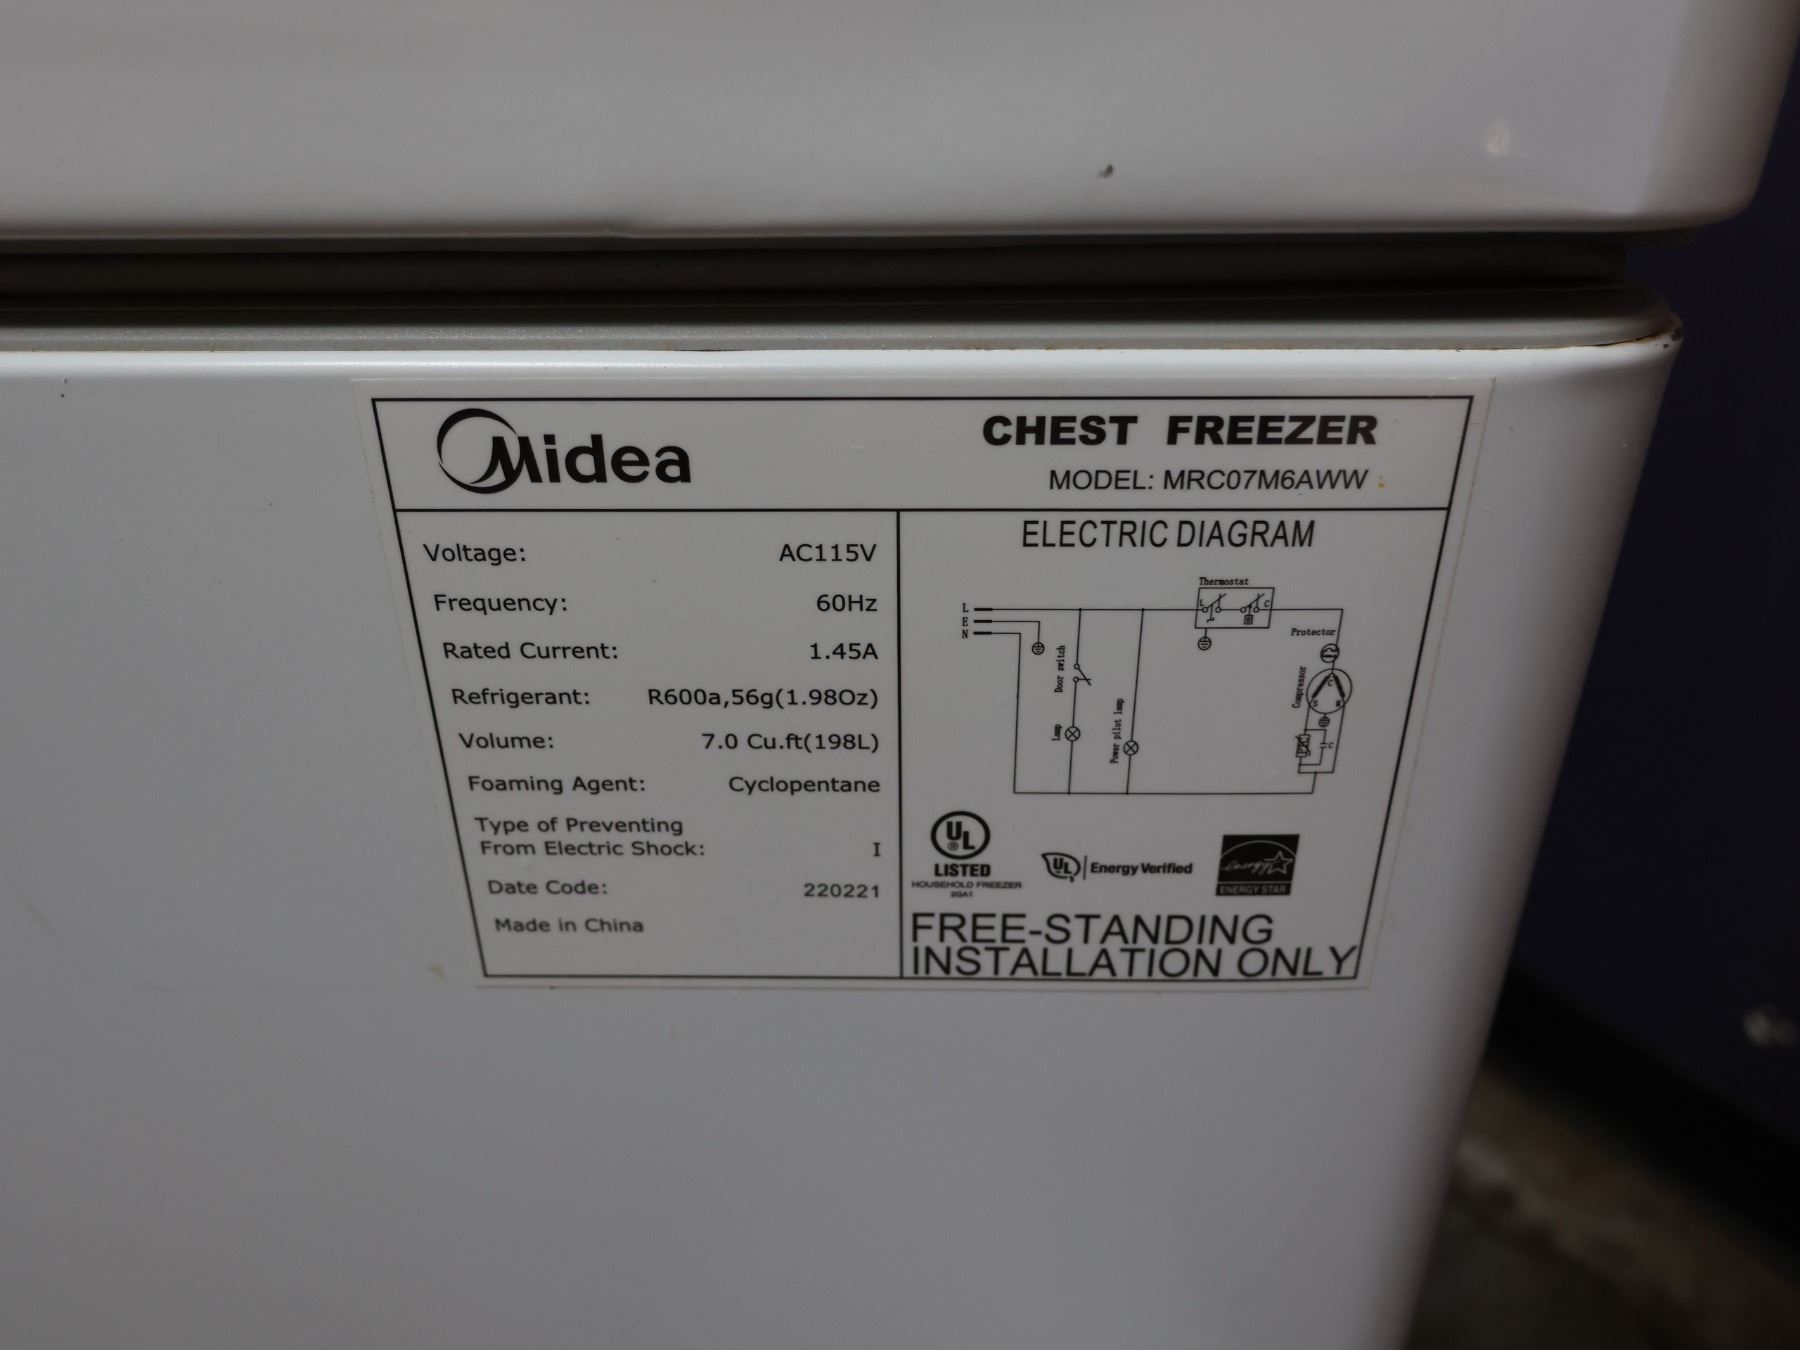 Midea
CHEST FREEZER
MODEL: MRC07M6AWW
Voltage: AC115V
Frequency: 60Hz
Rated Current: 1.45A
Refrigerant: R600a,56g(1.98Oz)
Volume: 7.0 Cu.ft(198L)
Foaming Agent: Cyclopentane
Type of Preventing
From Electric Shock: I
Date Code: 220221
Made in China
ELECTRIC DIAGRAM
Thermostat
L C
L
E
N
Protector
Door switch
Compressor
C
S M
Lamp
Power pilot lamp
PTC
C
UL ®
LISTED
HOUSEHOLD FREEZER
2GA1
UL Energy Verified
energy
ENERGY STAR
FREE-STANDING
INSTALLATION ONLY